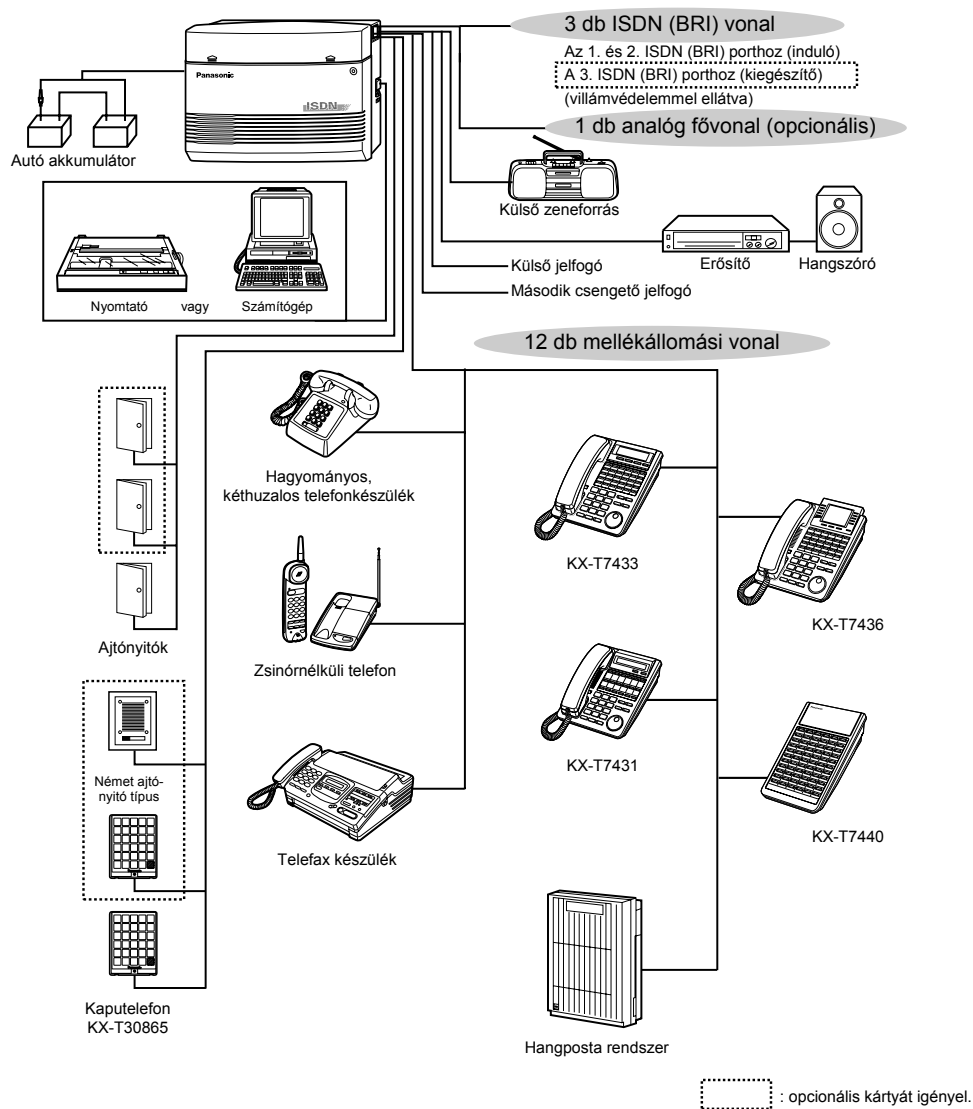 3 db ISDN (BRI) vonal
Az 1. és 2. ISDN (BRI) porthoz (induló)
A 3. ISDN (BRI) porthoz (kiegészítő)
(villámvédelemmel ellátva)
1 db analóg fővonal (opcionális)
Panasonic
ISDN
Autó akkumulátor
Külső zeneforrás
Erősítő
Hangszóró
Külső jelfogó
Második csengető jelfogó
Nyomtató vagy Számítógép
12 db mellékállomási vonal
Hagyományos,
kéthuzalos telefonkészülék
KX-T7433
KX-T7436
Ajtónyitók
Zsinórnélküli telefon
KX-T7431
Német ajtó-
nyitó típus
KX-T7440
Telefax készülék
Kaputelefon
KX-T30865
Hangposta rendszer
: opcionális kártyát igényel.